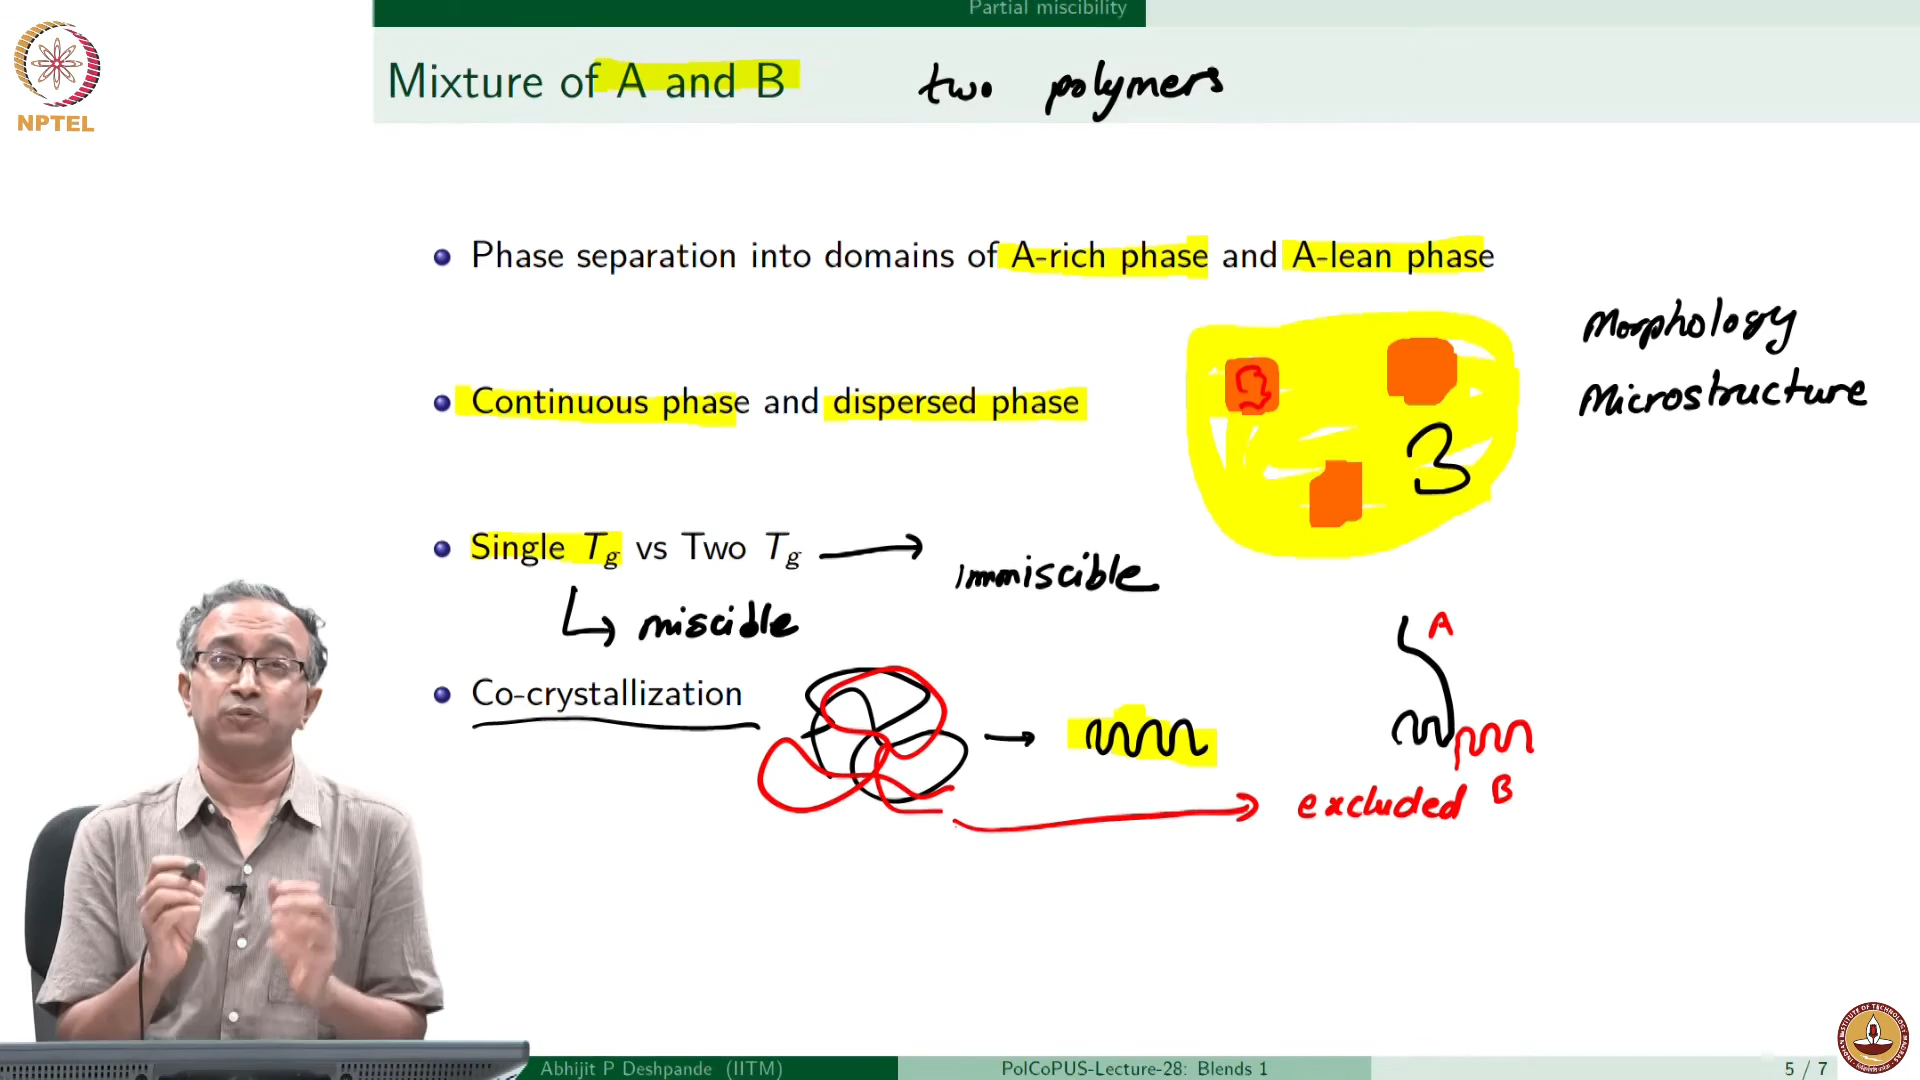 Partial miscibility
NPTEL
Mixture of A and B two polymers
Phase separation into domains of A-rich phase and A-lean phase
Morphology
Microstructure
Continuous phase and dispersed phase
Single Tg vs Two Tg → immiscible
miscible
A
Co-crystallization
excluded B
Abhijit P Deshpande (IITM) PolCoPUS-Lecture-28: Blends 1 5 / 7